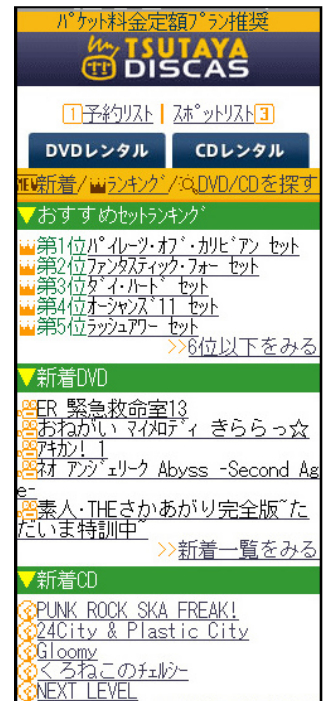 ﾊﾟｹｯﾄ料金定額ﾌﾟﾗﾝ推奨
TSUTAYA
DISCAS
1予約ﾘｽﾄ | ｽﾎﾟｯﾄﾘｽﾄ3
DVDレンタル CDレンタル
NEW新着/ﾗﾝｷﾝｸﾞ/DVD/CDを探す
▼おすすめｾｯﾄﾗﾝｷﾝｸﾞ
第1位ﾊﾟｲﾚｰﾂ･ｵﾌﾞ･ｶﾘﾋﾞｱﾝ ｾｯﾄ
第2位ﾌｧﾝﾀｽﾃｨｯｸ･ﾌｫｰ ｾｯﾄ
第3位ﾀﾞｲ･ﾊｰﾄﾞ ｾｯﾄ
第4位ｵｰｼｬﾝｽﾞ11 ｾｯﾄ
第5位ﾗｯｼｭｱﾜｰ ｾｯﾄ
>>6位以下をみる
▼新着DVD
ER 緊急救命室13
おねがい ﾏｲﾒﾛﾃﾞｨ きららっ☆
ｱｷｶﾝ! 1
ﾈｵ ｱﾝｼﾞｪﾘｰｸ Abyss -Second Ag
e-
素人･THEさかあがり完全版~た
だいま特訓中~
>>新着一覧をみる
▼新着CD
PUNK ROCK SKA FREAK!
24City & Plastic City
Gloomy
くろねこのﾁｪﾙｼｰ
NEXT LEVEL